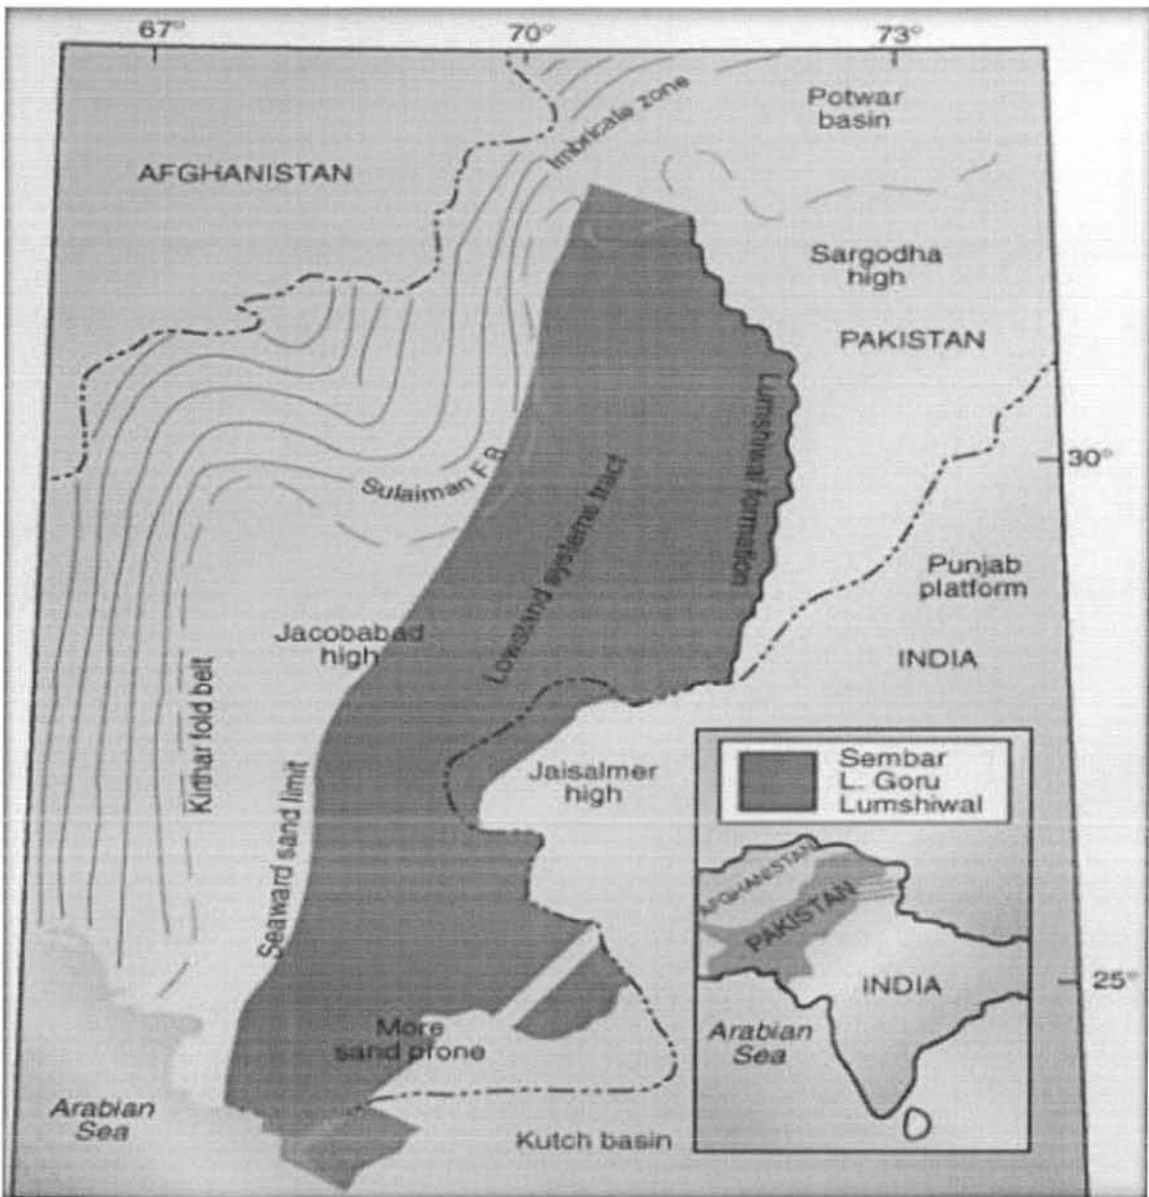 67°
70°
73°
Imbricate zone
Potwar
basin
AFGHANISTAN
Sargodha
high
PAKISTAN
Lumshiwal formation
30°
Sulaiman F B
Lowstand systems tract
Punjab
platform
Jacobabad
high
INDIA
Kirthar fold belt
Seaward sand limit
Jaisalmer
high
Sembar
L. Goru
Lumshiwal
AFGHANISTAN
PAKISTAN
INDIA
Arabian
Sea
25°
More
sand prone
Arabian
Sea
Kutch basin